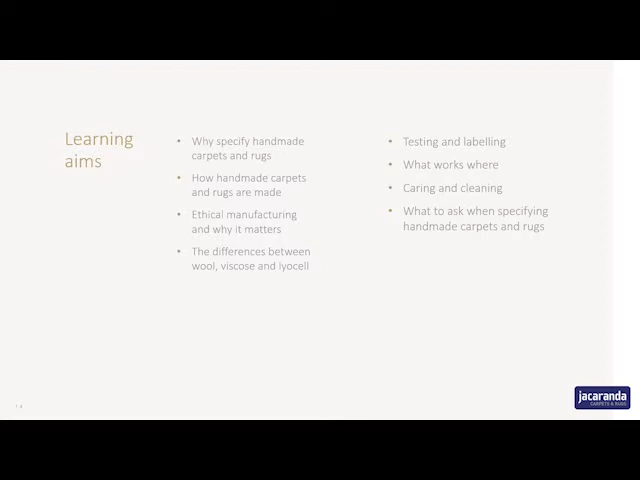 Learning
aims
• Why specify handmade
carpets and rugs
• How handmade carpets
and rugs are made
• Ethical manufacturing
and why it matters
• The differences between
wool, viscose and lyocell
• Testing and labelling
• What works where
• Caring and cleaning
• What to ask when specifying
handmade carpets and rugs
jacaranda
CARPETS & RUGS